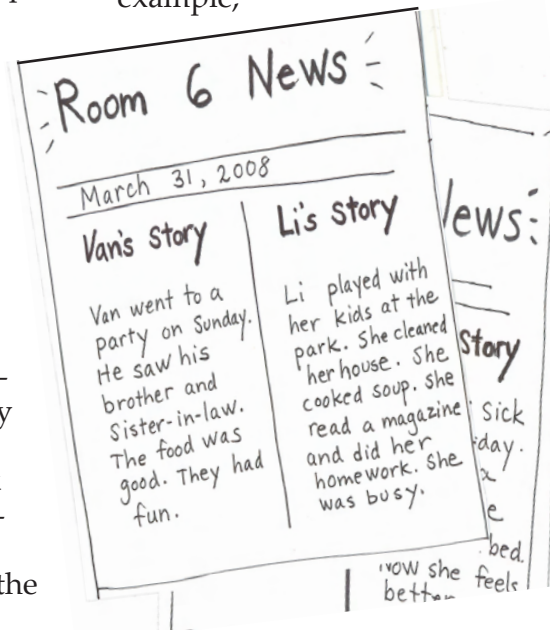 example,
Room 6 News
March 31, 2008
Van's Story
Van went to a
party on Sunday.
He saw his
brother and
Sister-in-law.
The food was
good. They had
fun.
Li's Story
Li played with
her kids at the
park. She cleaned
her house. She
cooked soup. She
read a magazine
and did her
homework. She
was busy.
ews
Story
Sick
day.
bed.
now she feels
better
y
the